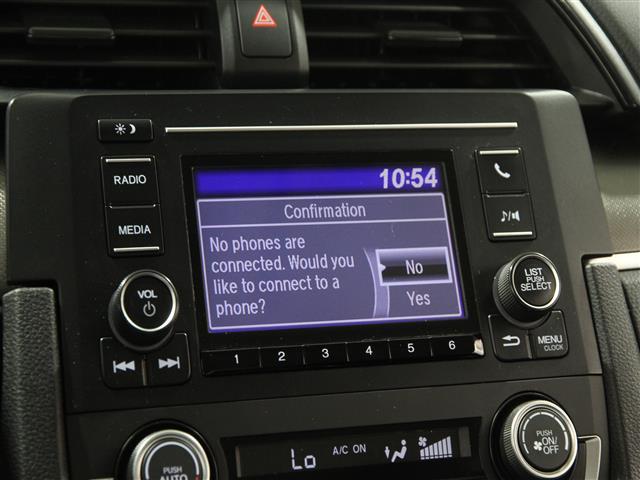 10:54
RADIO
Confirmation
MEDIA
No phones are
connected. Would you
like to connect to a
phone?
No
Yes
VOL
LIST
PUSH
SELECT
1 2 3 4 5 6
MENU
CLOCK
PUSH
AUTO
Lo
A/C ON
PUSH
ON/
OFF